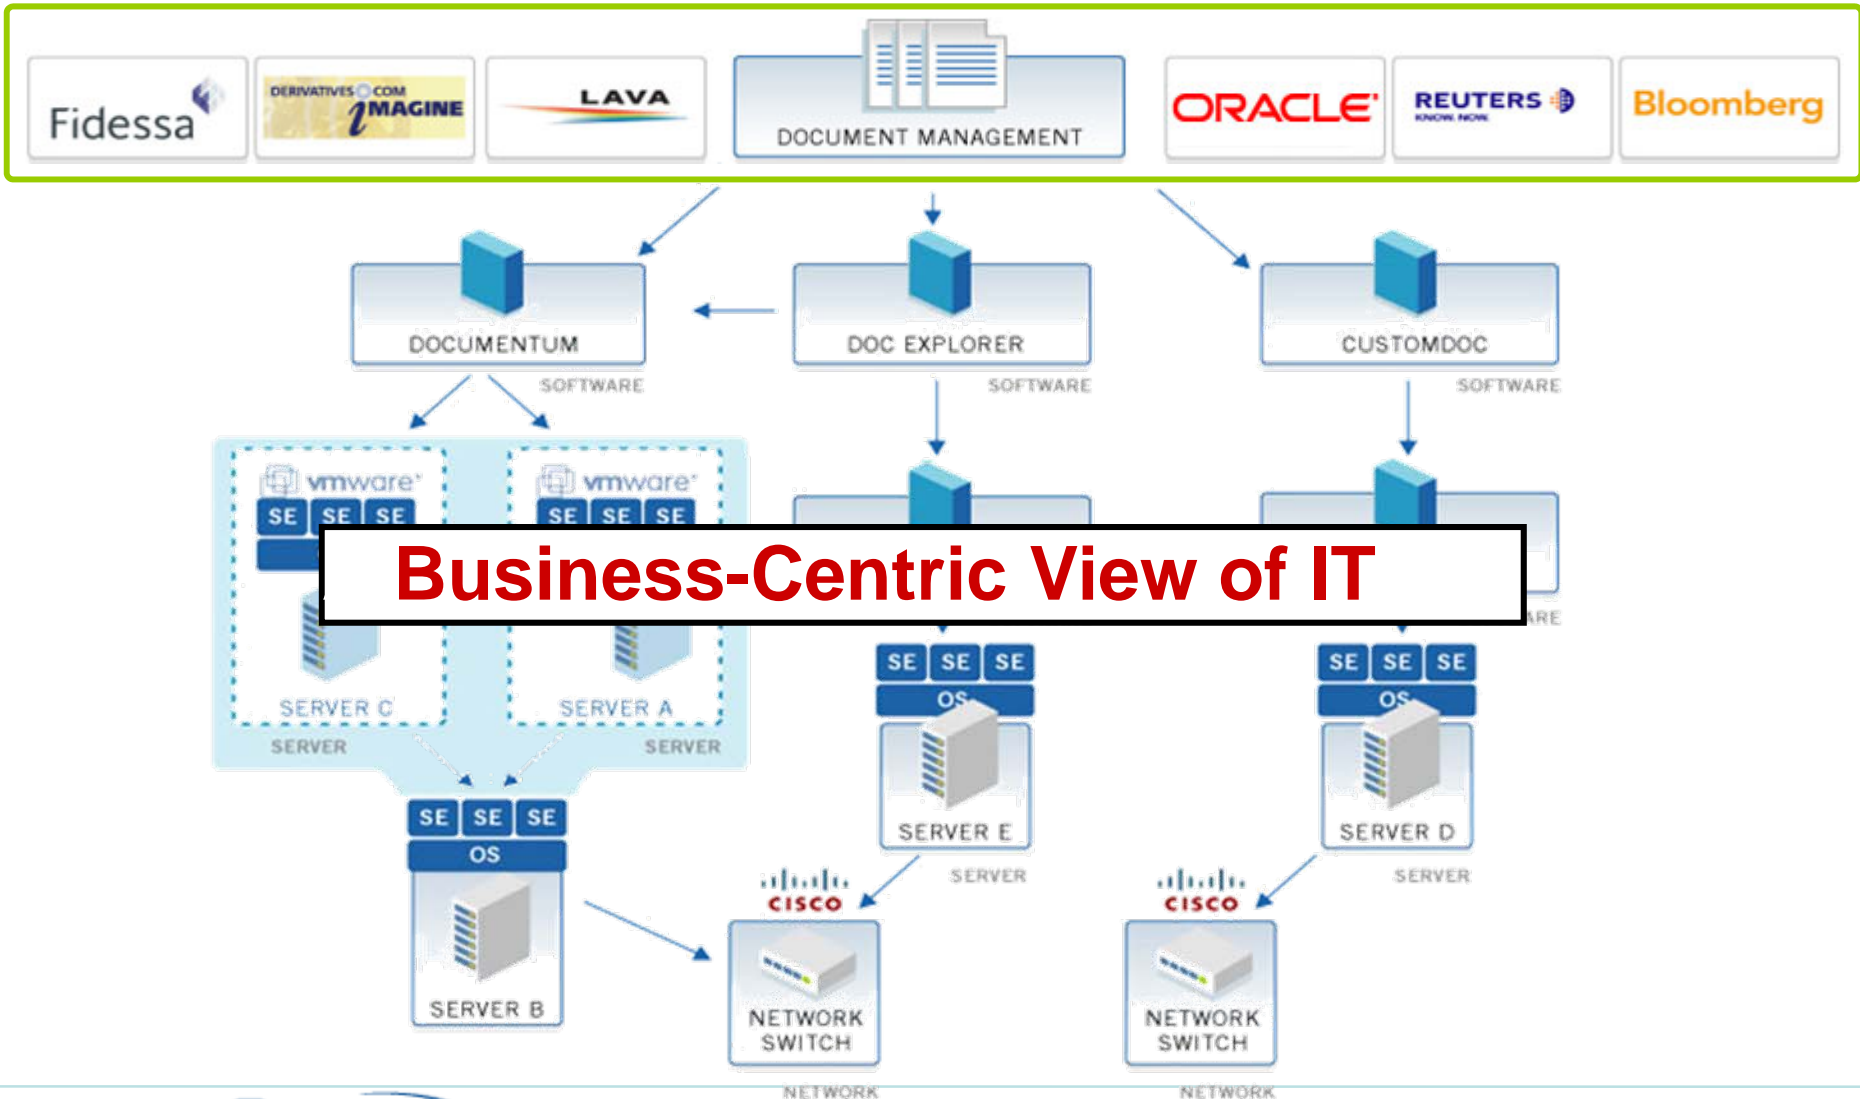 Fidessa
DERIVATIVES COM
iMAGINE
LAVA
DOCUMENT MANAGEMENT
ORACLE
REUTERS
KNOW. NOW.
Bloomberg
DOCUMENTUM
SOFTWARE
DOC EXPLORER
SOFTWARE
CUSTOMDOC
SOFTWARE
vmware
SE SE SE
vmware
SE SE SE
Business-Centric View of IT
SERVER C
SERVER
SERVER A
SERVER
SE SE SE
OS
SERVER E
SERVER
SE SE SE
OS
SERVER D
SERVER
SE SE SE
OS
SERVER B
CISCO
NETWORK
SWITCH
NETWORK
CISCO
NETWORK
SWITCH
NETWORK